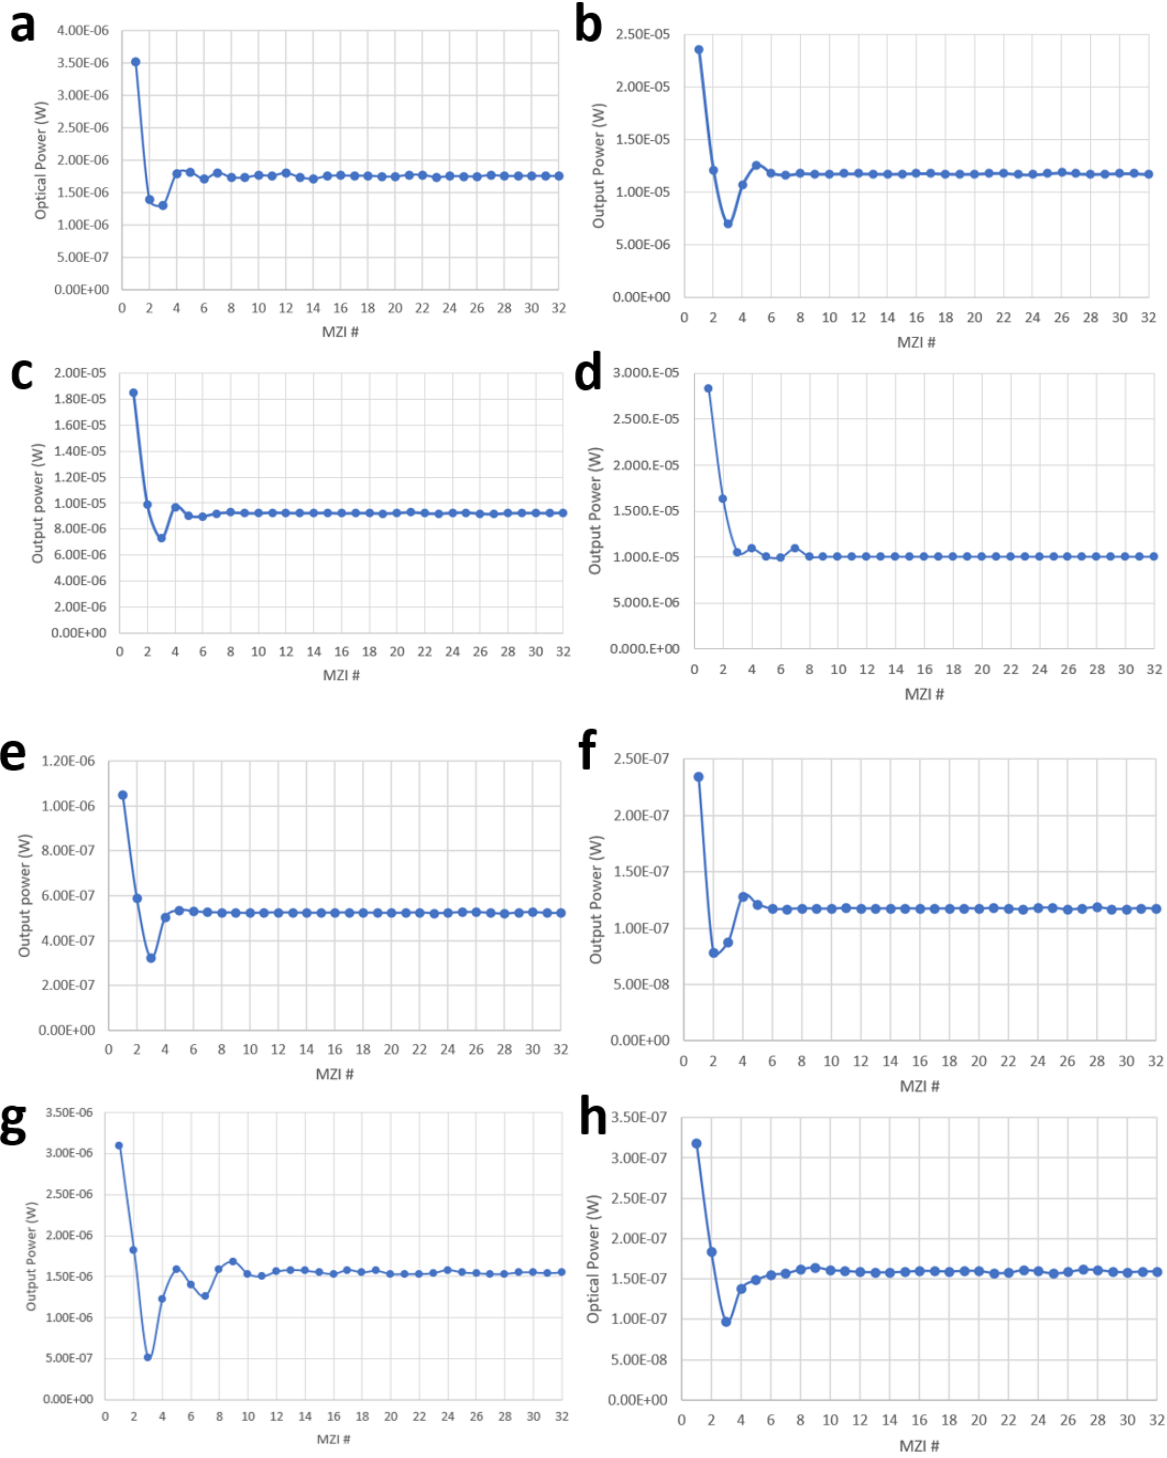 a
4.00E-06
3.50E-06
3.00E-06
2.50E-06
2.00E-06
1.50E-06
1.00E-06
5.00E-07
0.00E+00
Optical Power (W)
0 2 4 6 8 10 12 14 16 18 20 22 24 26 28 30 32
MZI #
b
2.50E-05
2.00E-05
1.50E-05
1.00E-05
5.00E-06
0.00E+00
Output Power (W)
0 2 4 6 8 10 12 14 16 18 20 22 24 26 28 30 32
MZI #
c
2.00E-05
1.80E-05
1.60E-05
1.40E-05
1.20E-05
1.00E-05
8.00E-06
6.00E-06
4.00E-06
2.00E-06
0.00E+00
Output power (W)
0 2 4 6 8 10 12 14 16 18 20 22 24 26 28 30 32
MZI #
d
3.000.E-05
2.500.E-05
2.000.E-05
1.500.E-05
1.000.E-05
5.000.E-06
0.000.E+00
Output Power (W)
0 2 4 6 8 10 12 14 16 18 20 22 24 26 28 30 32
MZI #
e
1.20E-06
1.00E-06
8.00E-07
6.00E-07
4.00E-07
2.00E-07
0.00E+00
Output power (W)
0 2 4 6 8 10 12 14 16 18 20 22 24 26 28 30 32
MZI #
f
2.50E-07
2.00E-07
1.50E-07
1.00E-07
5.00E-08
0.00E+00
Output Power (W)
0 2 4 6 8 10 12 14 16 18 20 22 24 26 28 30 32
MZI #
g
3.50E-06
3.00E-06
2.50E-06
2.00E-06
1.50E-06
1.00E-06
5.00E-07
0.00E+00
Output Power (W)
0 2 4 6 8 10 12 14 16 18 20 22 24 26 28 30 32
MZI #
h
3.50E-07
3.00E-07
2.50E-07
2.00E-07
1.50E-07
1.00E-07
5.00E-08
0.00E+00
Optical Power (W)
0 2 4 6 8 10 12 14 16 18 20 22 24 26 28 30 32
MZI #